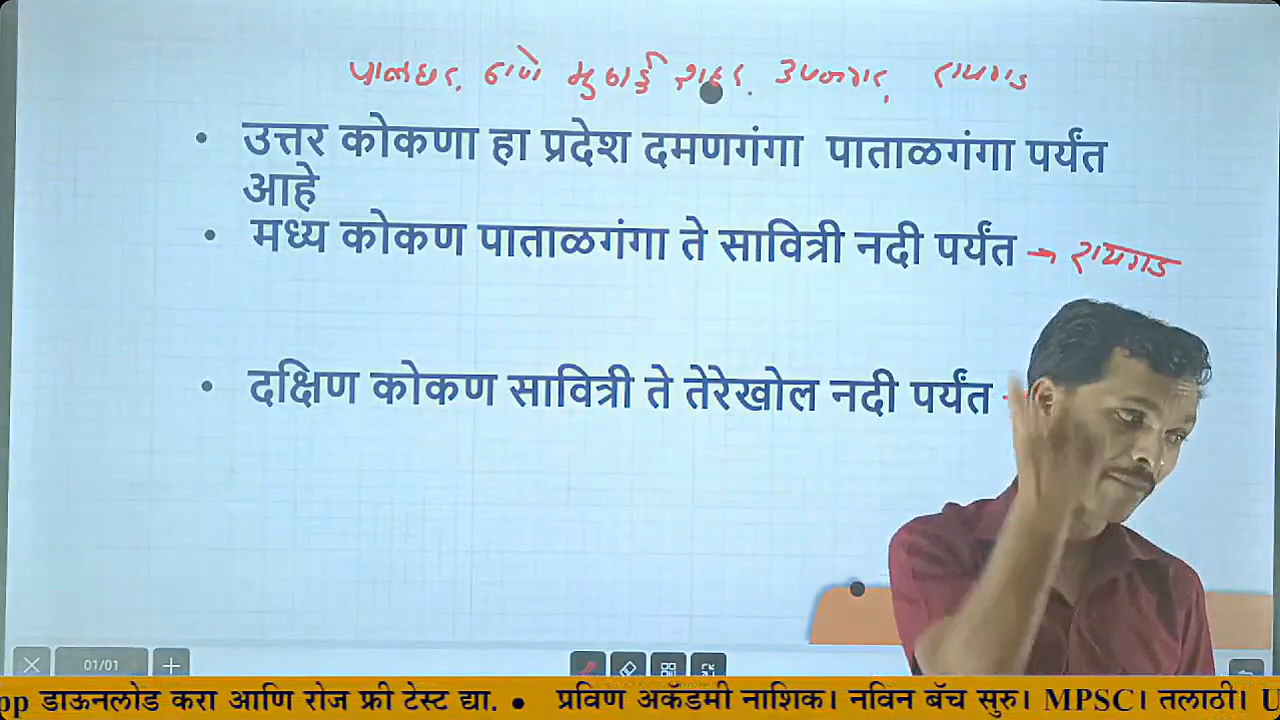 पालघर, ठाणे मुंबई शहर, उपनगर, रायगड
• उत्तर कोकणा हा प्रदेश दमणगंगा पाताळगंगा पर्यंत
आहे
• मध्य कोकण पाताळगंगा ते सावित्री नदी पर्यंत → रायगड
• दक्षिण कोकण सावित्री ते तेरेखोल नदी पर्यंत
01/01
pp डाऊनलोड करा आणि रोज फ्री टेस्ट द्या. ● प्रविण अकॅडमी नाशिक। नविन बॅच सुरु। MPSC। तलाठी। U